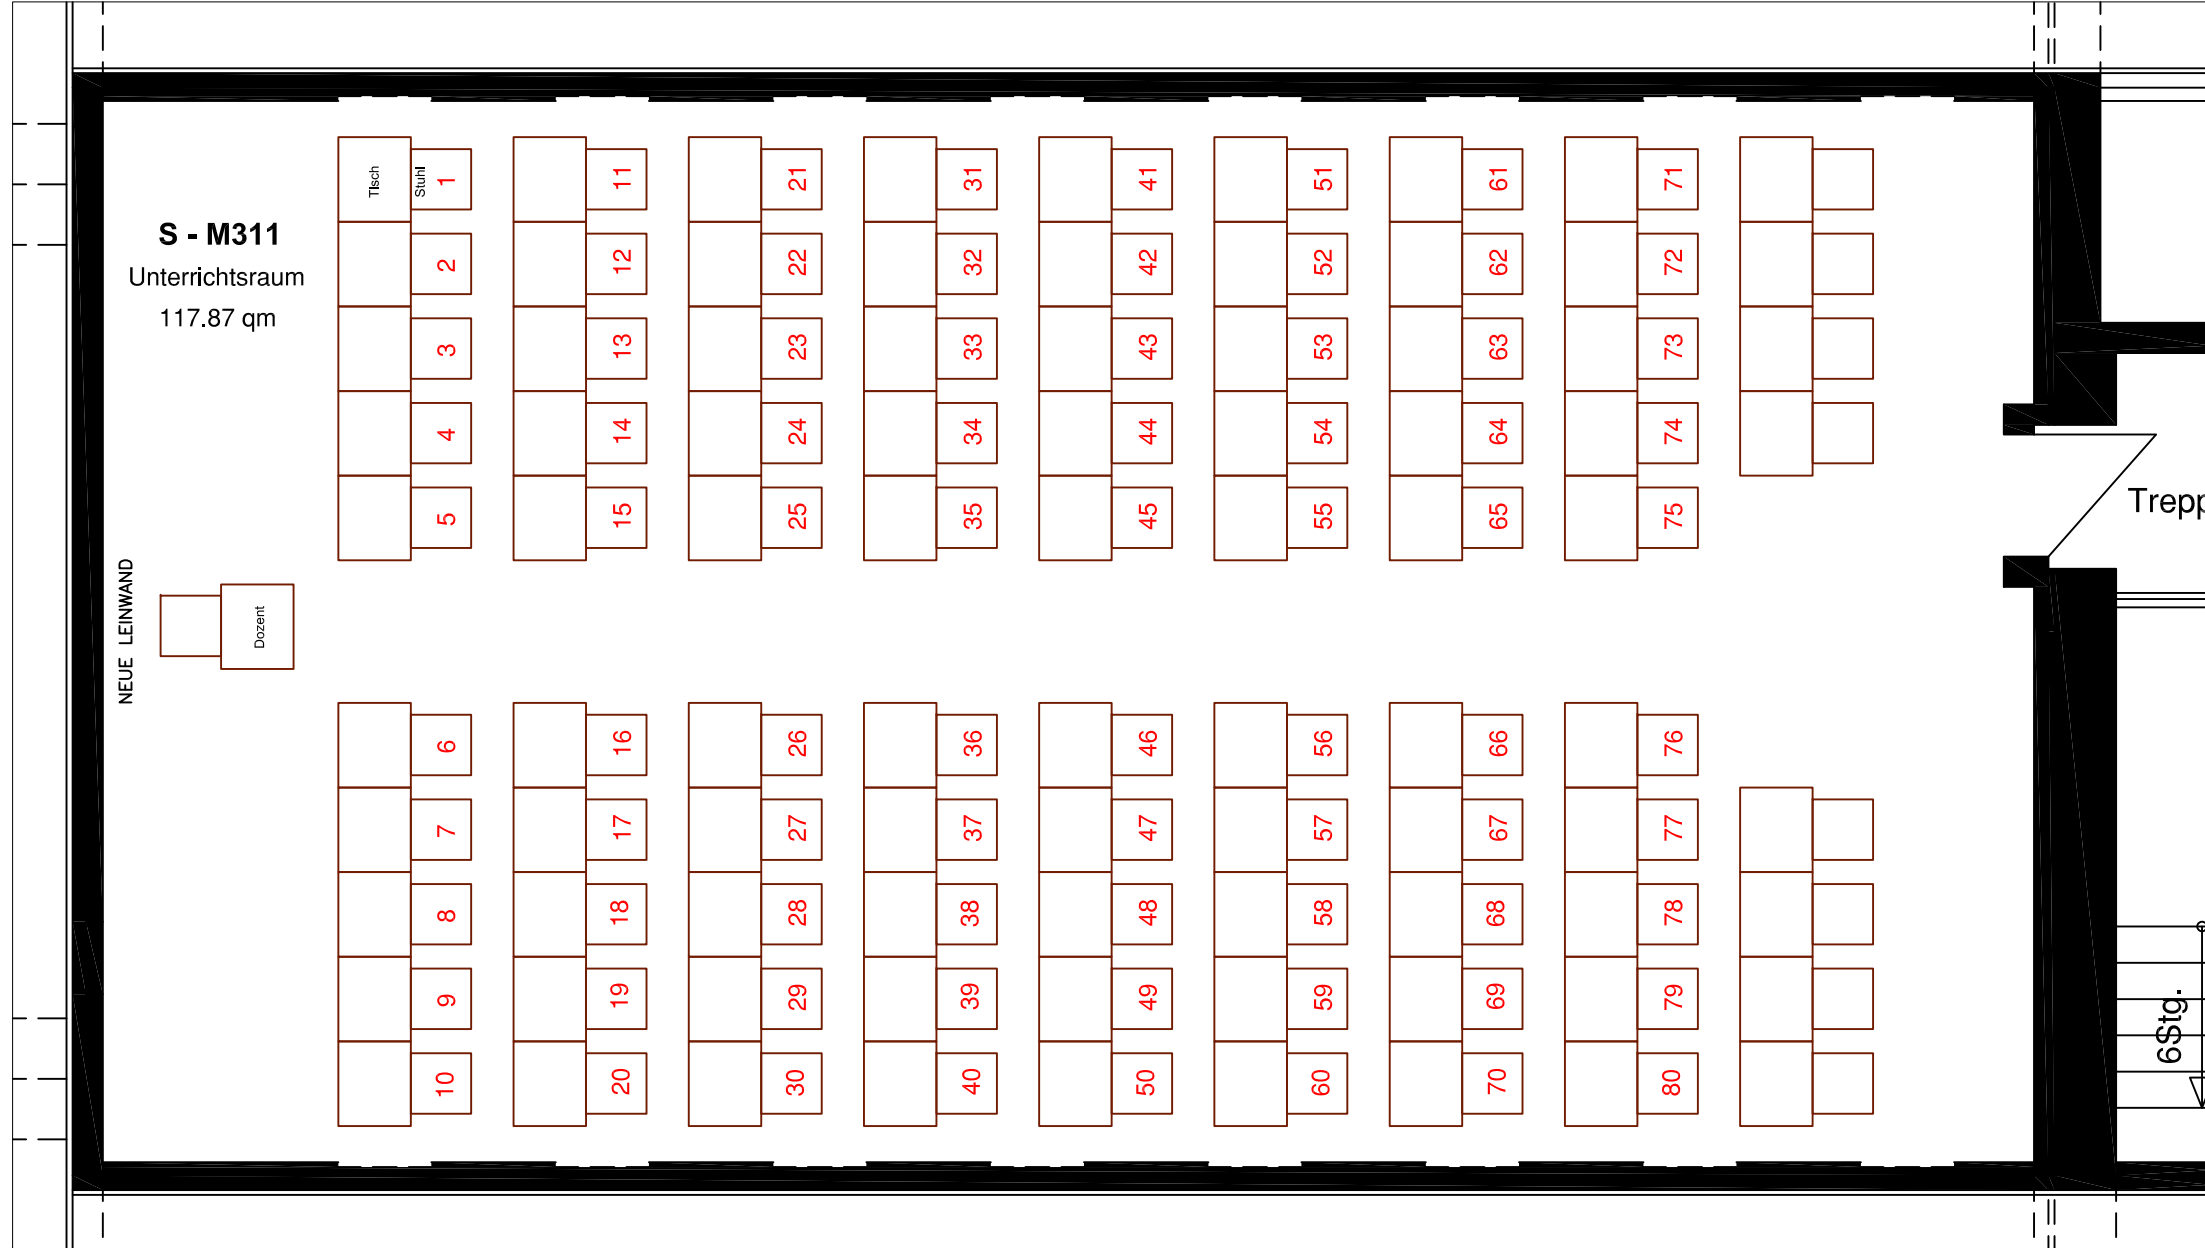 S - M311
Unterrichtsraum
117.87 qm
NEUE LEINWAND
Dozent
Tisch
Stuhl
1 11 21 31 41 51 61 71
2 12 22 32 42 52 62 72
3 13 23 33 43 53 63 73
4 14 24 34 44 54 64 74
5 15 25 35 45 55 65 75
6 16 26 36 46 56 66 76
7 17 27 37 47 57 67 77
8 18 28 38 48 58 68 78
9 19 29 39 49 59 69 79
10 20 30 40 50 60 70 80
Trepp
6Stg.